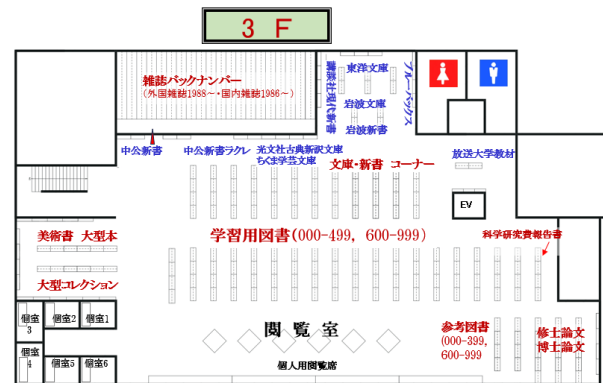 3 F
雑誌バックナンバー
(外国雑誌1988～・国内雑誌1986～)
講談社現代新書
東洋文庫
岩波文庫
岩波新書
ブルーバックス
中公新書
中公新書ラクレ
光文社古典新訳文庫
ちくま学芸文庫
文庫・新書 コーナー
放送大学教材
EV
美術書 大型本
学習用図書(000-499, 600-999)
科学研究費報告書
大型コレクション
個室3
個室2
個室1
個室4
個室5
個室6
閲 覧 室
個人用閲覧席
参考図書
(000-399,
600-999
修士論文
博士論文